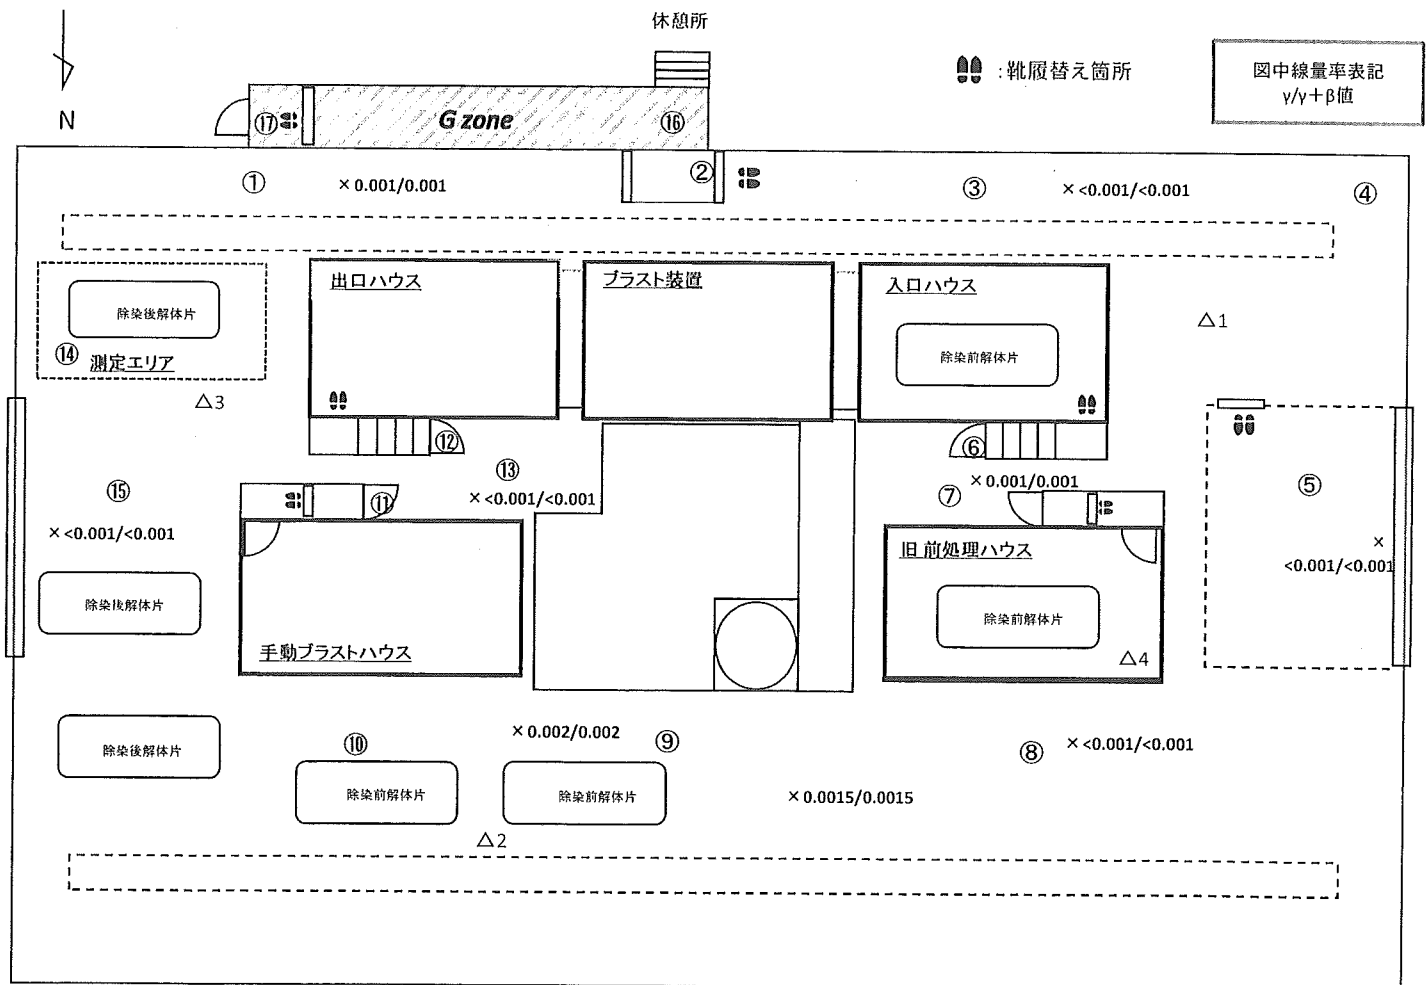 休憩所
:靴履替え箇所
図中線量率表記
γ/γ+β値
N
⑰
G zone
⑯
①
× 0.001/0.001
②
③
× <0.001/<0.001
④
出口ハウス
ブラスト装置
入口ハウス
除染後解体片
⑭
測定エリア
除染前解体片
△1
△3
⑫
⑥
⑬
× <0.001/<0.001
× 0.001/0.001
⑦
⑤
⑮
⑪
× <0.001/<0.001
×
<0.001/<0.001
旧 前処理ハウス
除染後解体片
除染前解体片
手動ブラストハウス
△4
除染後解体片
⑩
× 0.002/0.002
⑨
⑧
× <0.001/<0.001
除染前解体片
除染前解体片
× 0.0015/0.0015
△2